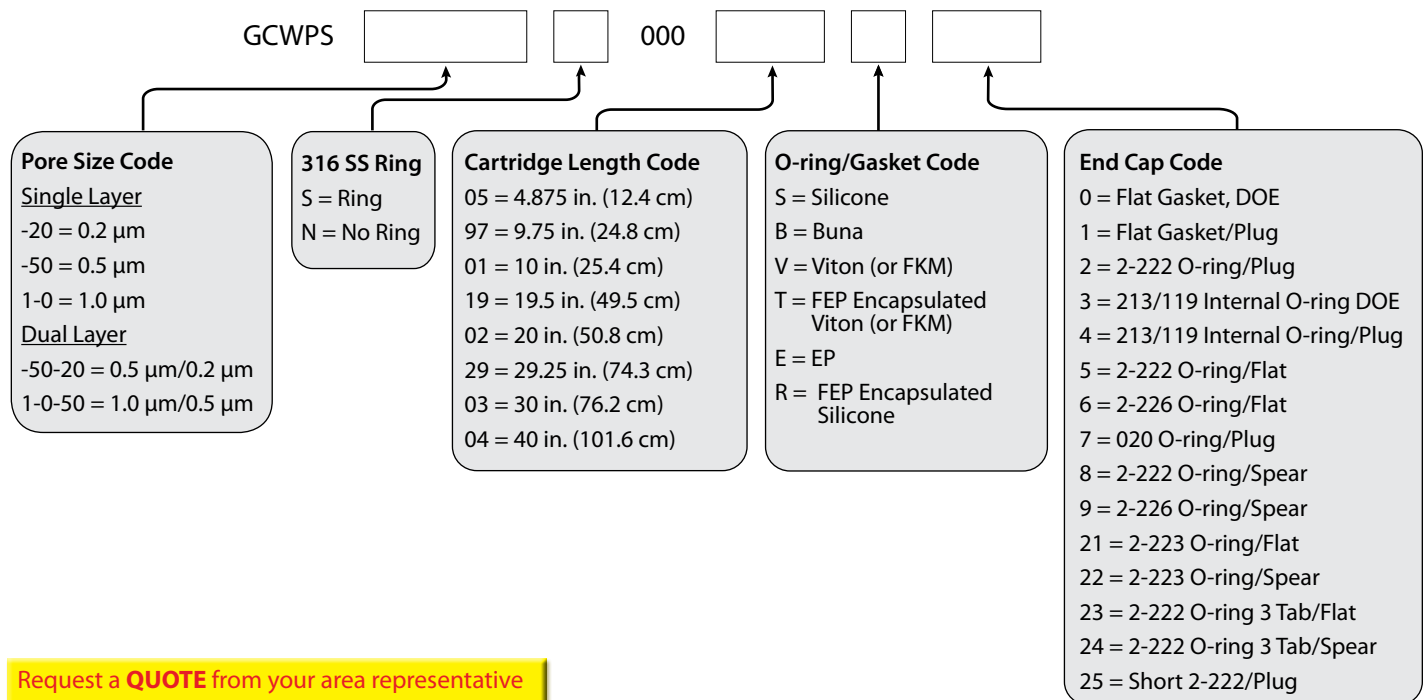 GCWPS 000
Pore Size Code
Single Layer
-20 = 0.2 µm
-50 = 0.5 µm
1-0 = 1.0 µm
Dual Layer
-50-20 = 0.5 µm/0.2 µm
1-0-50 = 1.0 µm/0.5 µm
316 SS Ring
S = Ring
N = No Ring
Cartridge Length Code
05 = 4.875 in. (12.4 cm)
97 = 9.75 in. (24.8 cm)
01 = 10 in. (25.4 cm)
19 = 19.5 in. (49.5 cm)
02 = 20 in. (50.8 cm)
29 = 29.25 in. (74.3 cm)
03 = 30 in. (76.2 cm)
04 = 40 in. (101.6 cm)
O-ring/Gasket Code
S = Silicone
B = Buna
V = Viton (or FKM)
T = FEP Encapsulated
Viton (or FKM)
E = EP
R = FEP Encapsulated
Silicone
End Cap Code
0 = Flat Gasket, DOE
1 = Flat Gasket/Plug
2 = 2-222 O-ring/Plug
3 = 213/119 Internal O-ring DOE
4 = 213/119 Internal O-ring/Plug
5 = 2-222 O-ring/Flat
6 = 2-226 O-ring/Flat
7 = 020 O-ring/Plug
8 = 2-222 O-ring/Spear
9 = 2-226 O-ring/Spear
21 = 2-223 O-ring/Flat
22 = 2-223 O-ring/Spear
23 = 2-222 O-ring 3 Tab/Flat
24 = 2-222 O-ring 3 Tab/Spear
25 = Short 2-222/Plug
Request a QUOTE from your area representative